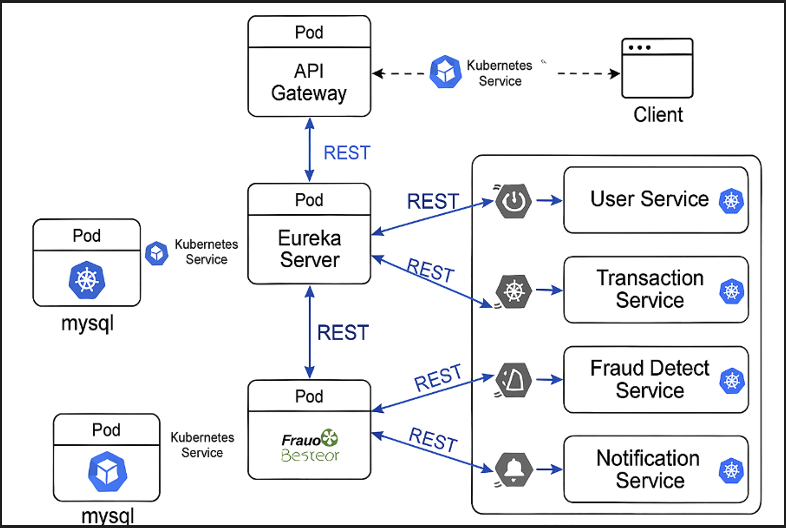 Pod
API
Gateway
Kubernetes
Service
Client
REST
Pod
Eureka
Server
REST
REST
User Service
Pod
mysql
Kubernetes
Service
Transaction
Service
REST
Pod
Frauo
Besteor
REST
REST
Fraud Detect
Service
Pod
mysql
Kubernetes
Service
Notification
Service